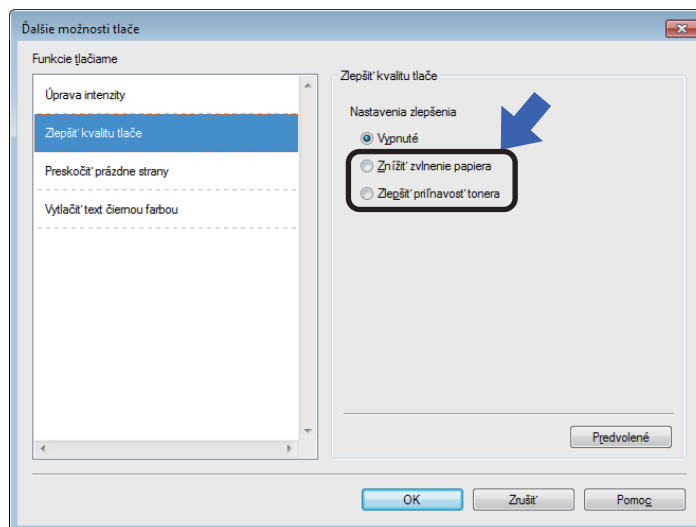 Ďalšie možnosti tlače
Funkcie tlačiarne
Úprava intenzity
Zlepšiť kvalitu tlače
Preskočiť prázdne strany
Vytlačiť text čiernou farbou
Zlepšiť kvalitu tlače
Nastavenia zlepšenia
Vypnuté
Znížiť zvlnenie papiera
Zlepšiť priľnavosť tonera
Predvolené
OK
Zrušiť
Pomoc